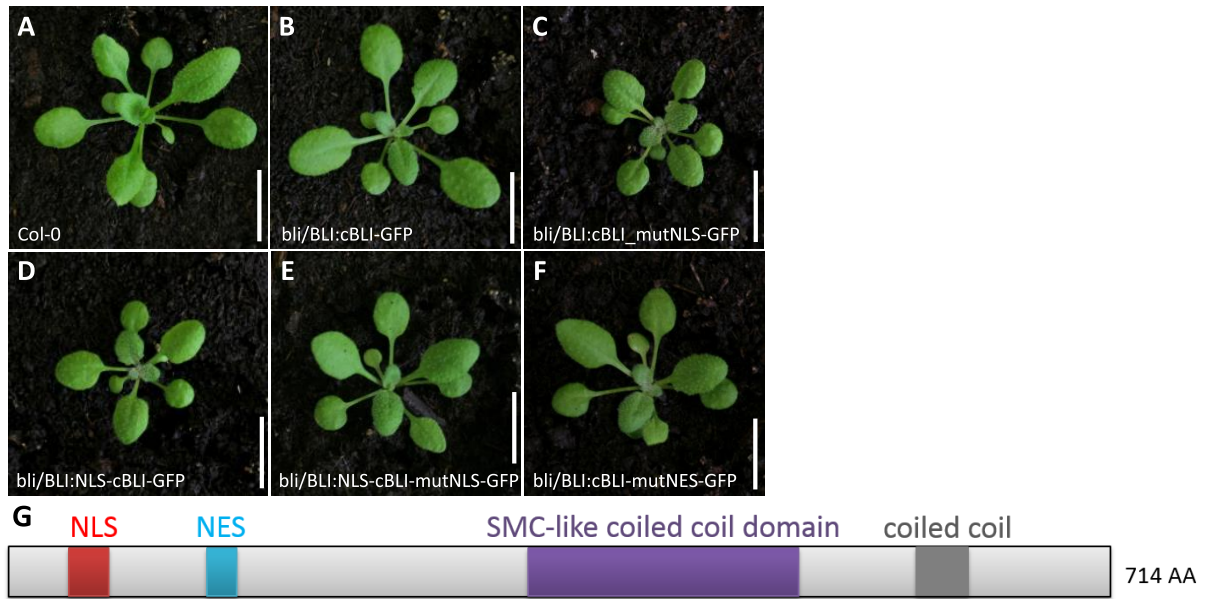 A
B
C
Col-0
bli/BLI:cBLI-GFP
bli/BLI:cBLI_mutNLS-GFP
D
E
F
bli/BLI:NLS-cBLI-GFP
bli/BLI:NLS-cBLI-mutNLS-GFP
bli/BLI:cBLI-mutNES-GFP
G
NLS
NES
SMC-like coiled coil domain
coiled coil
714 AA